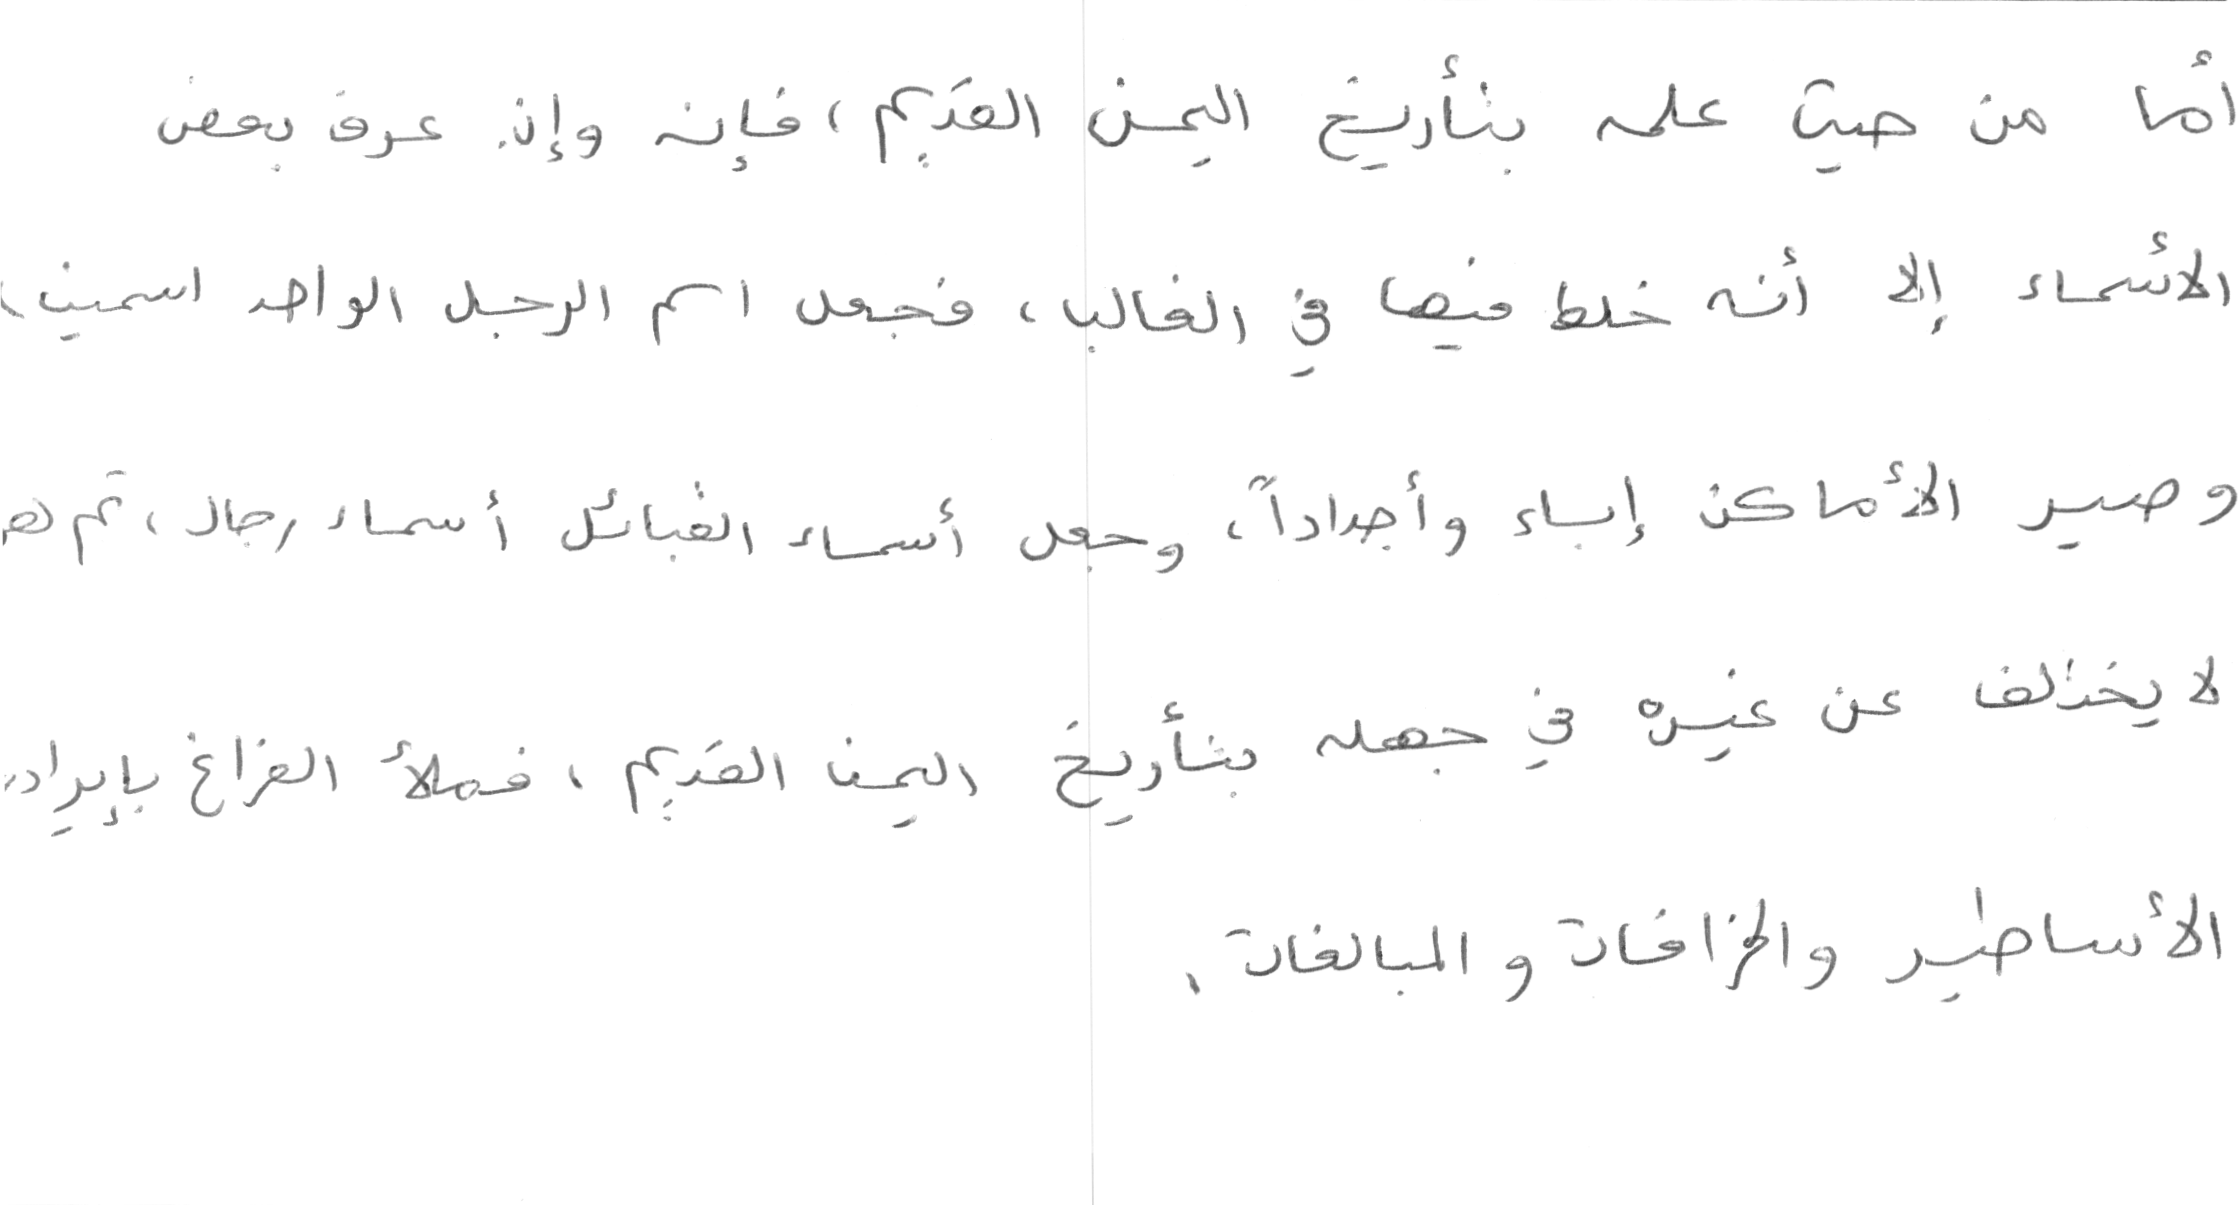 أما من حيث علمه بتأريخ اليمن القديم، فإنه وإن عرف بعض
الأسماء إلا أنه خلط فيها في الغالب، فجعل اسم الرجل الواحد اسمين،
وصير الأماكن إباء وأجداداً، وجعل أسماء القبائل أسماء رجال، ثم هو
لا يختلف عن غيره في جهله بتأريخ اليمن القديم، فملأ الفراغ بإيراد
الأساطير والخرافات والمبالغات.